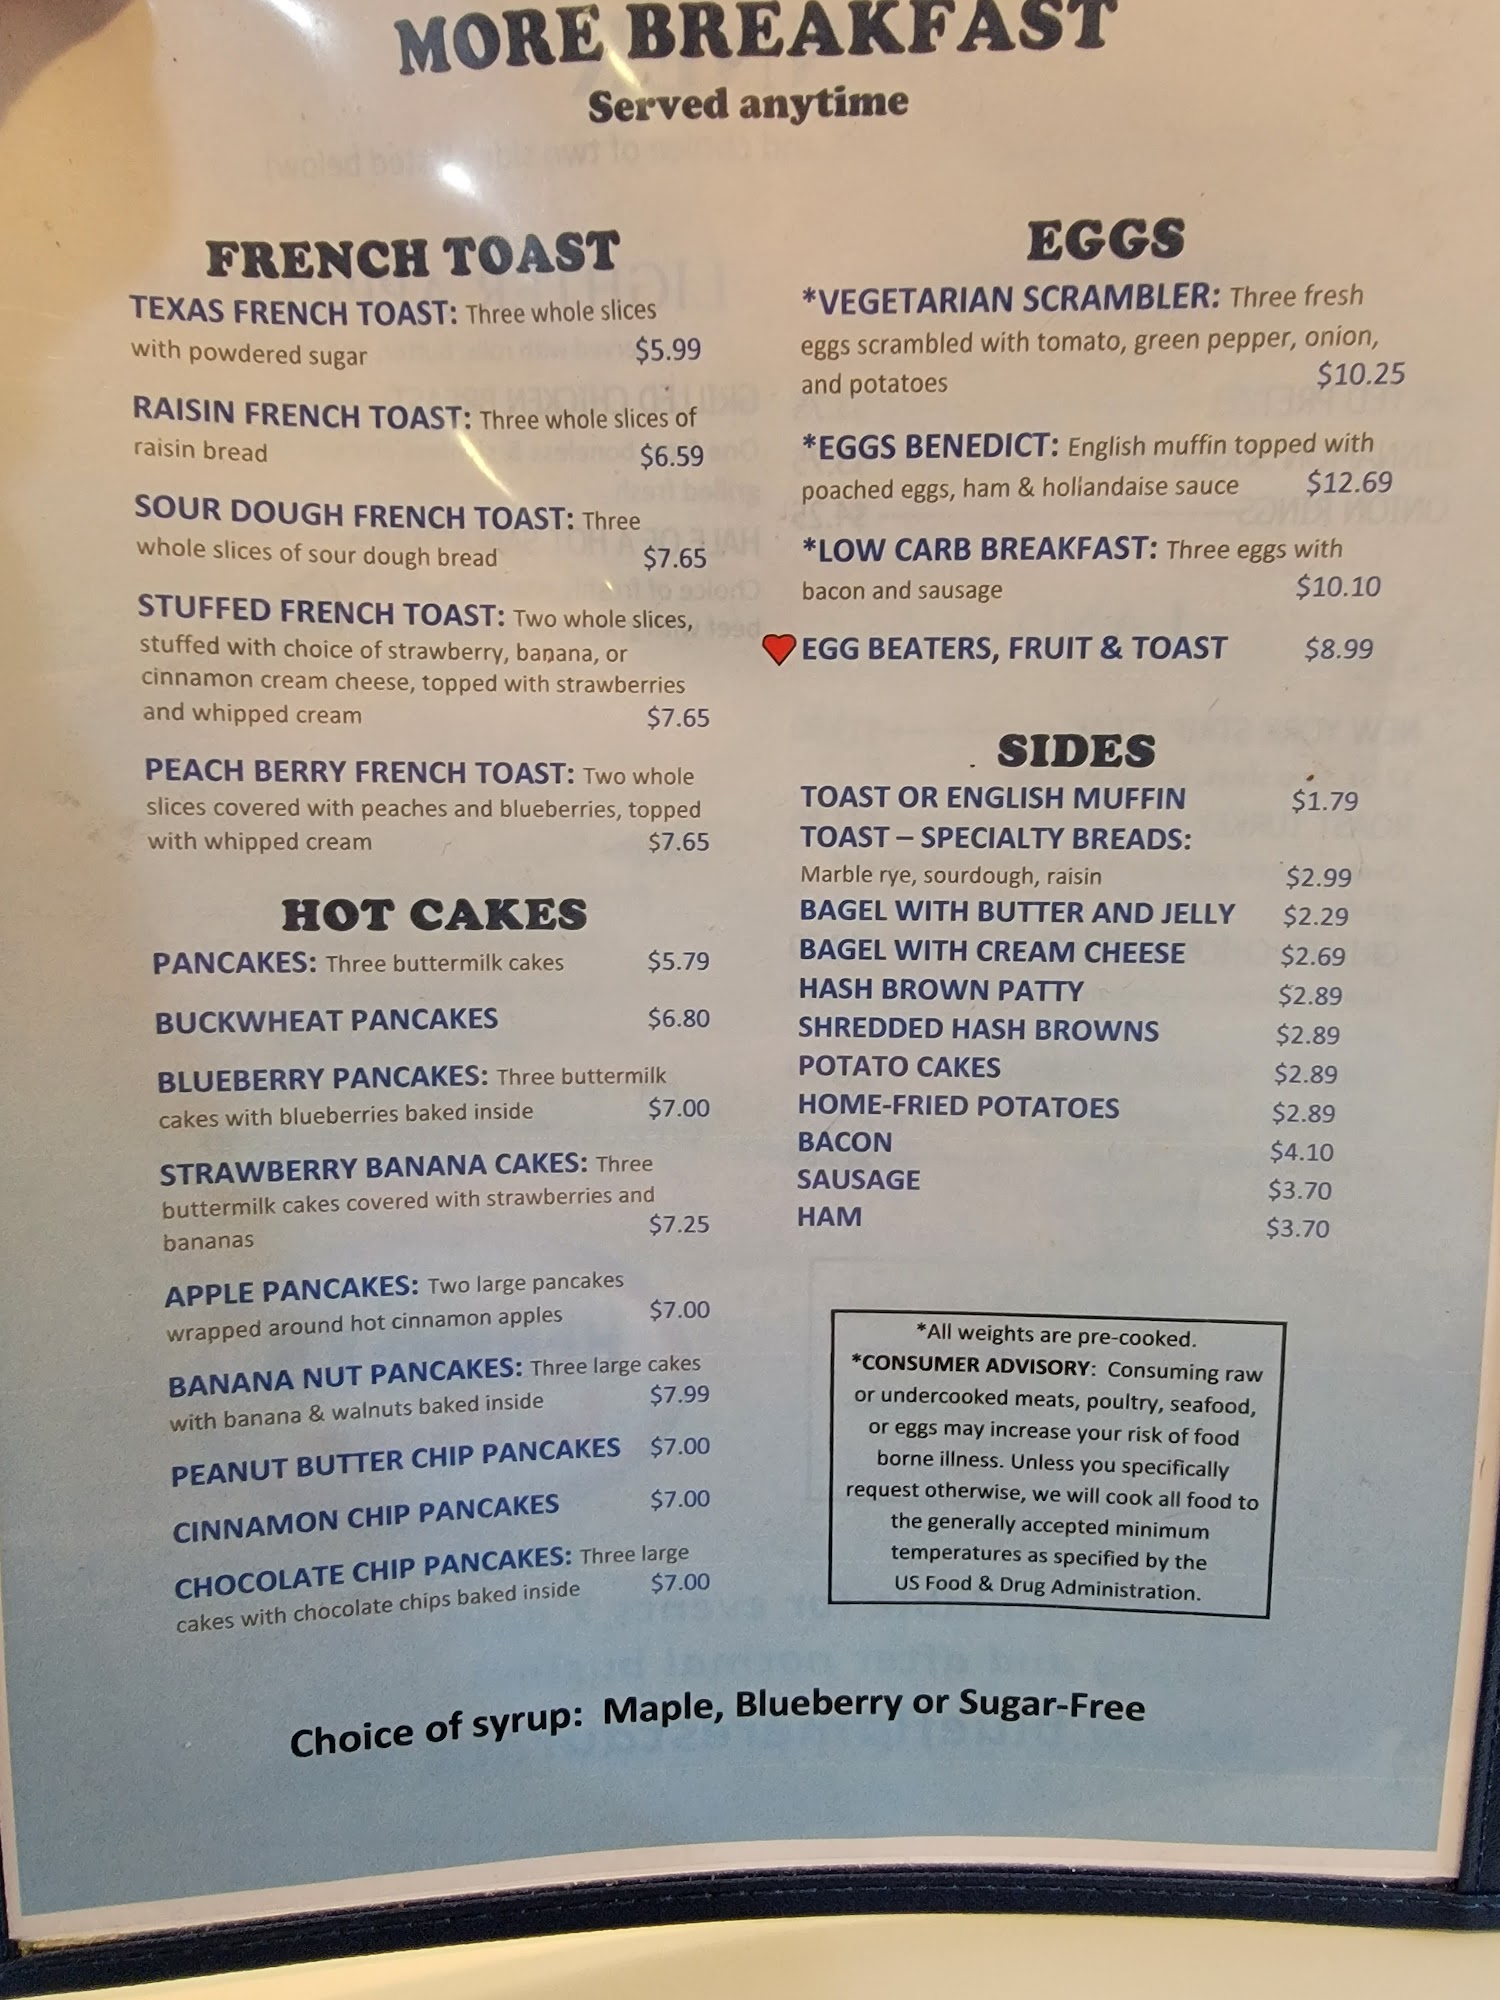 MORE BREAKFAST
Served anytime
FRENCH TOAST
TEXAS FRENCH TOAST: Three whole slices
with powdered sugar $5.99
RAISIN FRENCH TOAST: Three whole slices of
raisin bread $6.59
SOUR DOUGH FRENCH TOAST: Three
whole slices of sour dough bread $7.65
STUFFED FRENCH TOAST: Two whole slices,
stuffed with choice of strawberry, banana, or
cinnamon cream cheese, topped with strawberries
and whipped cream $7.65
PEACH BERRY FRENCH TOAST: Two whole
slices covered with peaches and blueberries, topped
with whipped cream $7.65
HOT CAKES
PANCAKES: Three buttermilk cakes $5.79
BUCKWHEAT PANCAKES $6.80
BLUEBERRY PANCAKES: Three buttermilk
cakes with blueberries baked inside $7.00
STRAWBERRY BANANA CAKES: Three
buttermilk cakes covered with strawberries and
bananas $7.25
APPLE PANCAKES: Two large pancakes
wrapped around hot cinnamon apples $7.00
BANANA NUT PANCAKES: Three large cakes
with banana & walnuts baked inside $7.99
PEANUT BUTTER CHIP PANCAKES $7.00
CINNAMON CHIP PANCAKES $7.00
CHOCOLATE CHIP PANCAKES: Three large
cakes with chocolate chips baked inside $7.00
EGGS
*VEGETARIAN SCRAMBLER: Three fresh
eggs scrambled with tomato, green pepper, onion,
and potatoes $10.25
*EGGS BENEDICT: English muffin topped with
poached eggs, ham & hollandaise sauce $12.69
*LOW CARB BREAKFAST: Three eggs with
bacon and sausage $10.10
EGG BEATERS, FRUIT & TOAST $8.99
SIDES
TOAST OR ENGLISH MUFFIN $1.79
TOAST – SPECIALTY BREADS:
Marble rye, sourdough, raisin $2.99
BAGEL WITH BUTTER AND JELLY $2.29
BAGEL WITH CREAM CHEESE $2.69
HASH BROWN PATTY $2.89
SHREDDED HASH BROWNS $2.89
POTATO CAKES $2.89
HOME-FRIED POTATOES $2.89
BACON $4.10
SAUSAGE $3.70
HAM $3.70
*All weights are pre-cooked.
*CONSUMER ADVISORY: Consuming raw
or undercooked meats, poultry, seafood,
or eggs may increase your risk of food
borne illness. Unless you specifically
request otherwise, we will cook all food to
the generally accepted minimum
temperatures as specified by the
US Food & Drug Administration.
Choice of syrup: Maple, Blueberry or Sugar-Free